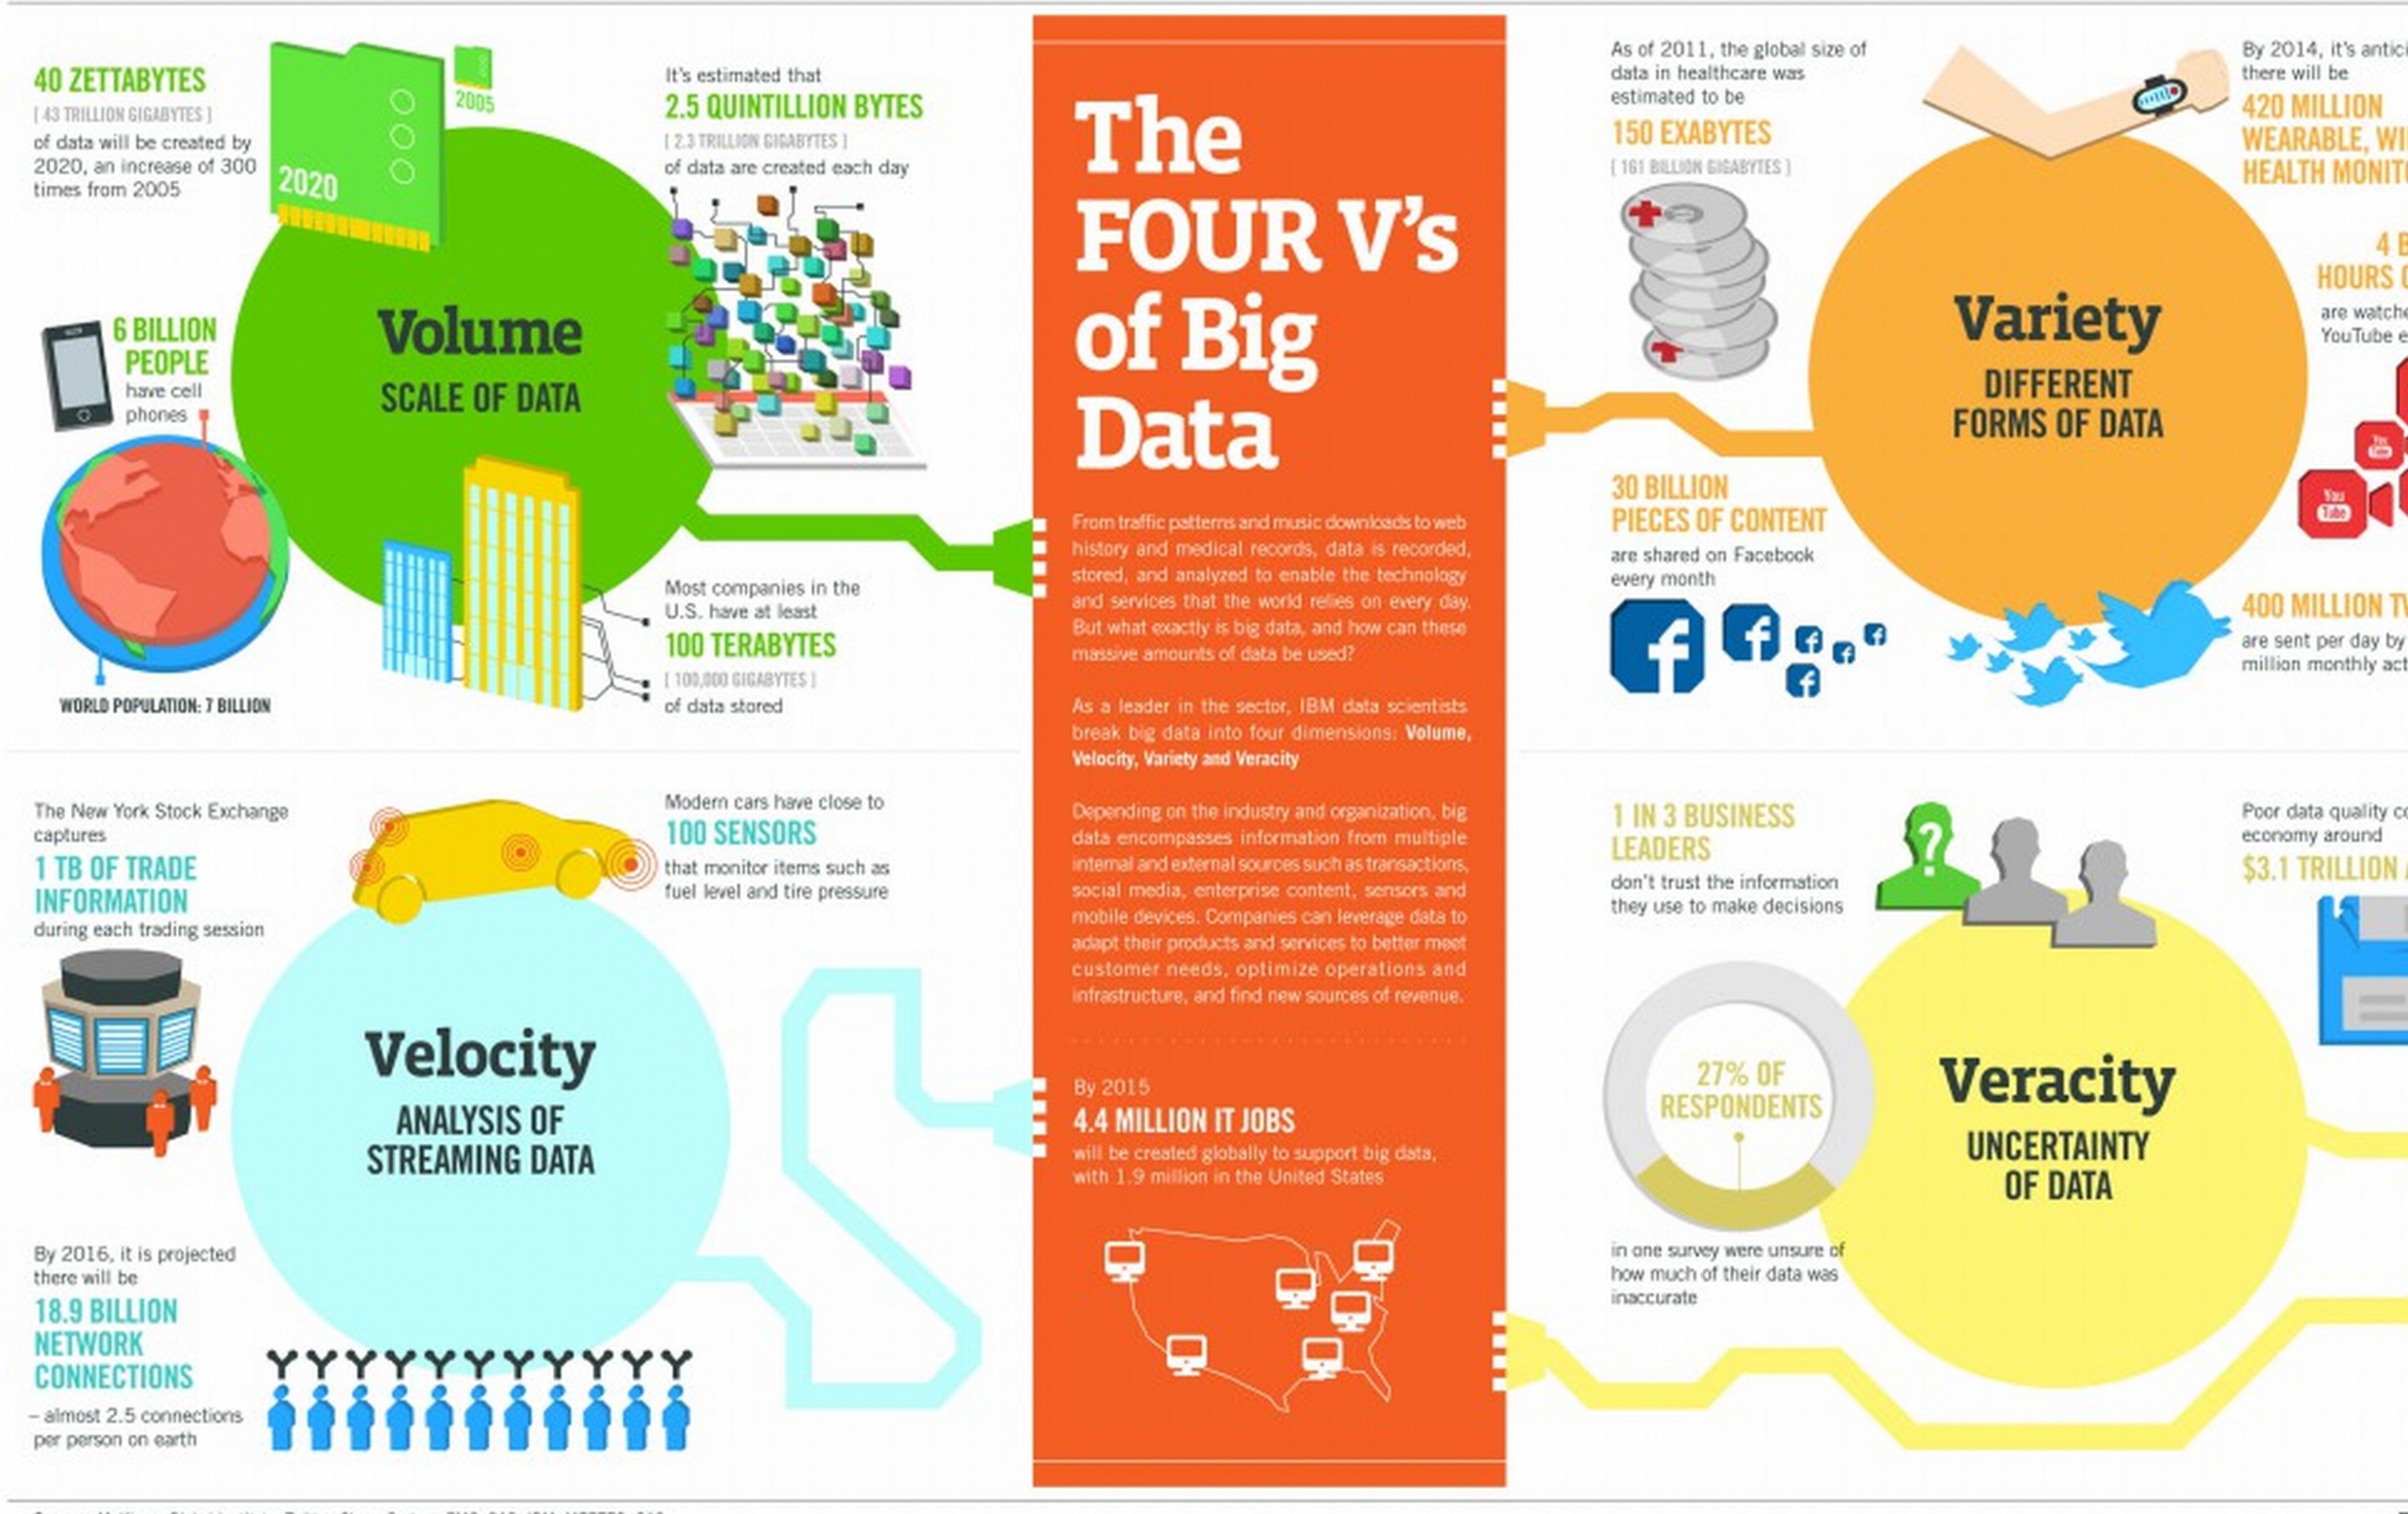 40 ZETTABYTES
[ 43 TRILLION GIGABYTES ]
of data will be created by
2020, an increase of 300
times from 2005
2020
2005
It's estimated that
2.5 QUINTILLION BYTES
[ 2.3 TRILLION GIGABYTES ]
of data are created each day
6 BILLION
PEOPLE
have cell
phones
Volume
SCALE OF DATA
WORLD POPULATION: 7 BILLION
Most companies in the
U.S. have at least
100 TERABYTES
[ 100,000 GIGABYTES ]
of data stored
The New York Stock Exchange
captures
1 TB OF TRADE
INFORMATION
during each trading session
Modern cars have close to
100 SENSORS
that monitor items such as
fuel level and tire pressure
Velocity
ANALYSIS OF
STREAMING DATA
By 2016, it is projected
there will be
18.9 BILLION
NETWORK
CONNECTIONS
– almost 2.5 connections
per person on earth
The
FOUR V's
of Big
Data
From traffic patterns and music downloads to web
history and medical records, data is recorded,
stored, and analyzed to enable the technology
and services that the world relies on every day.
But what exactly is big data, and how can these
massive amounts of data be used?
As a leader in the sector, IBM data scientists
break big data into four dimensions: Volume,
Velocity, Variety and Veracity
Depending on the industry and organization, big
data encompasses information from multiple
internal and external sources such as transactions,
social media, enterprise content, sensors and
mobile devices. Companies can leverage data to
adapt their products and services to better meet
customer needs, optimize operations and
infrastructure, and find new sources of revenue.
By 2015
4.4 MILLION IT JOBS
will be created globally to support big data,
with 1.9 million in the United States
As of 2011, the global size of
data in healthcare was
estimated to be
150 EXABYTES
[ 161 BILLION GIGABYTES ]
By 2014, it's
there will be
420 MILLION
WEARABLE,
HEALTH
4
HOURS
are
YouTube
Variety
DIFFERENT
FORMS OF DATA
You
Tube
You
Tube
30 BILLION
PIECES OF CONTENT
are shared on Facebook
every month
400 MILLION
are sent per day by
million monthly
1 IN 3 BUSINESS
LEADERS
don't trust the information
they use to make decisions
Poor data quality
economy around
$3.1 TRILLION
27% OF
RESPONDENTS
in one survey were unsure of
how much of their data was
inaccurate
Veracity
UNCERTAINTY
OF DATA